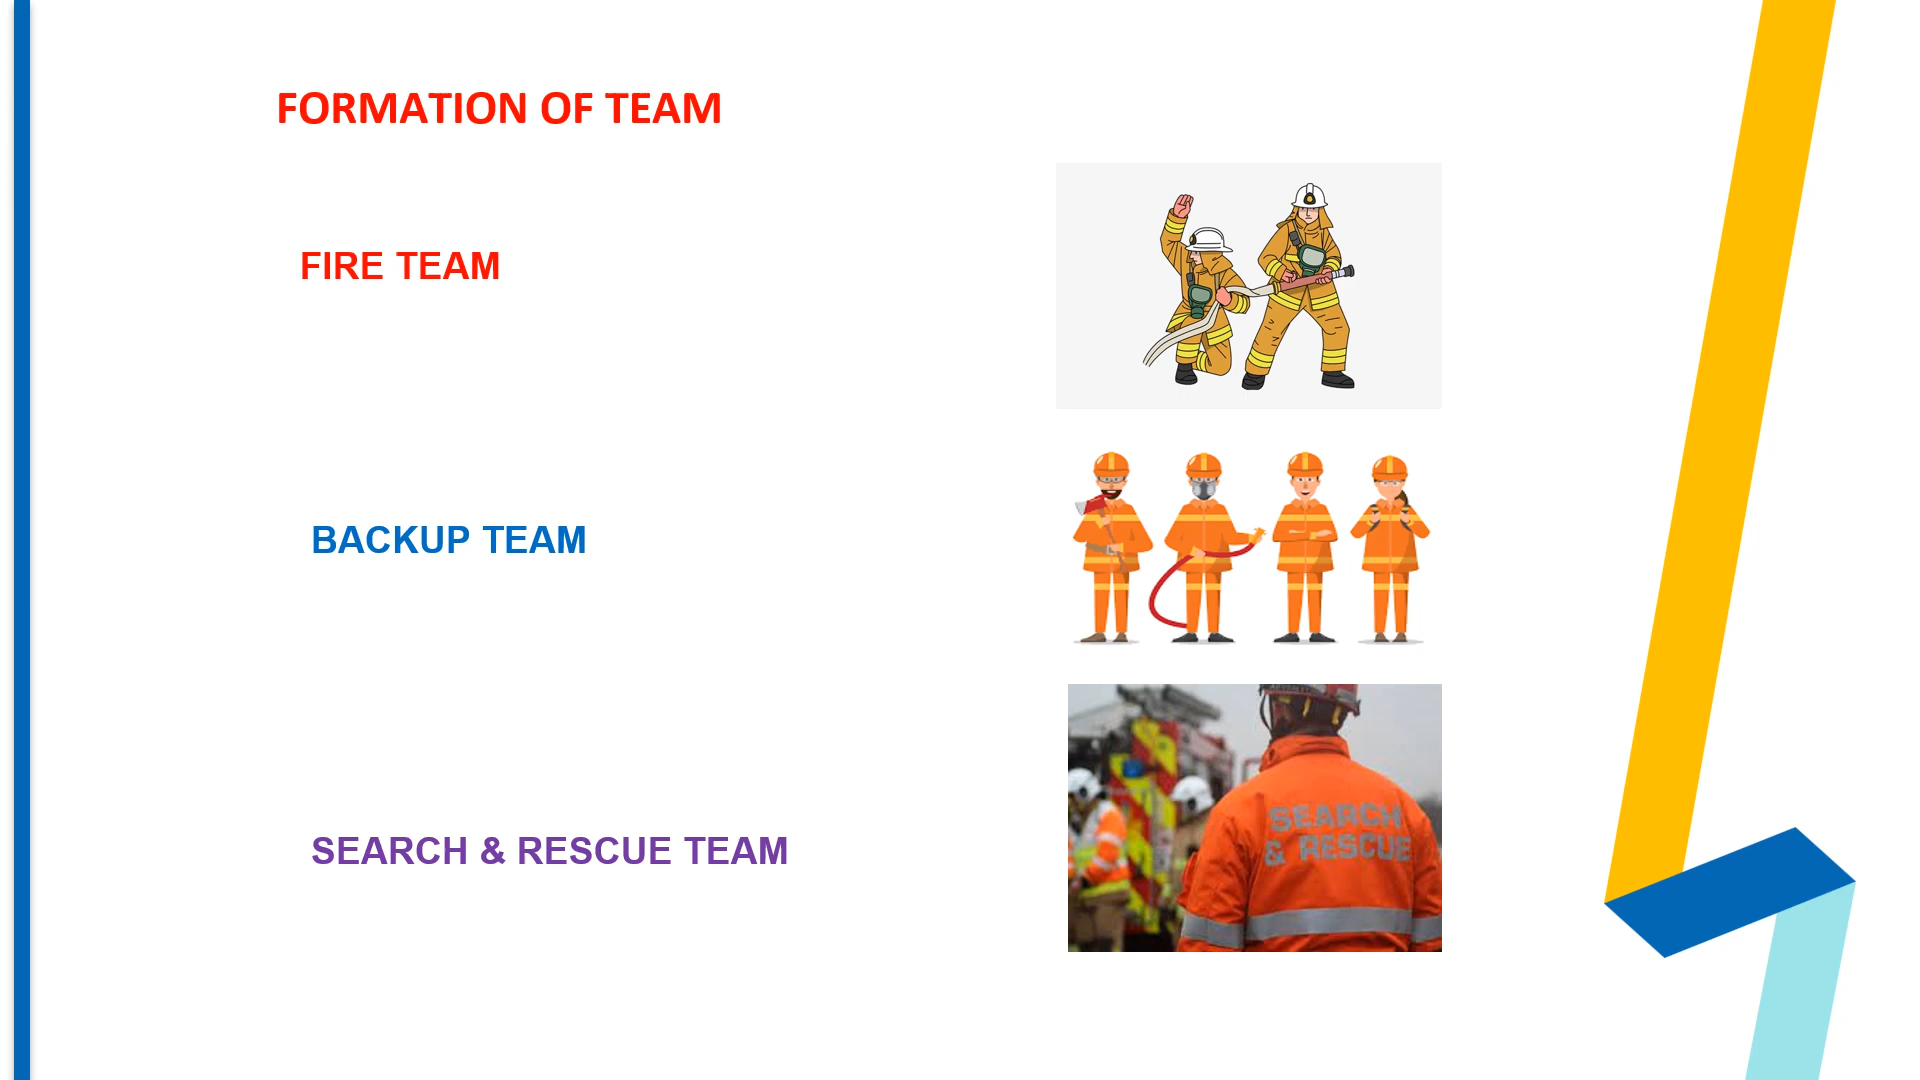 FORMATION OF TEAM
FIRE TEAM
BACKUP TEAM
SEARCH & RESCUE TEAM
SEARCH
& RESCUE